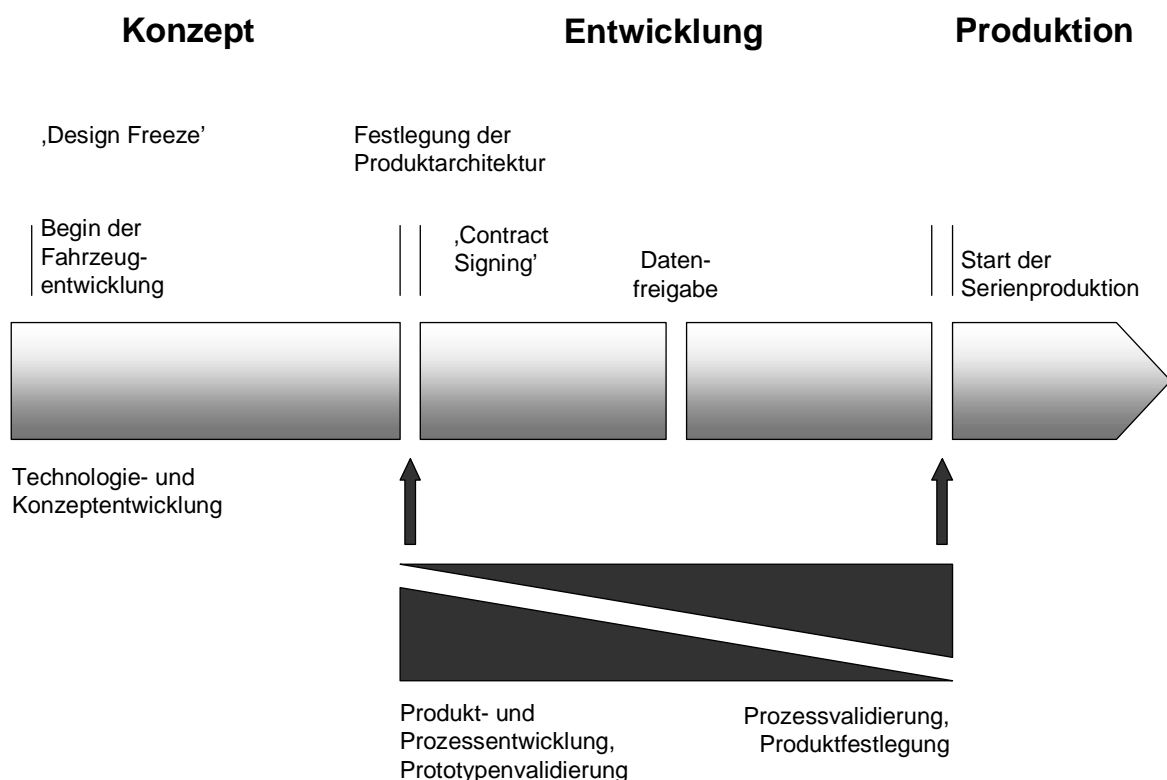 Konzept
Entwicklung
Produktion
‚Design Freeze’
Festlegung der
Produktarchitektur
Begin der
Fahrzeug-
entwicklung
‚Contract
Signing’
Daten-
freigabe
Start der
Serienproduktion
Technologie- und
Konzeptentwicklung
Produkt- und
Prozessentwicklung,
Prototypenvalidierung
Prozessvalidierung,
Produktfestlegung